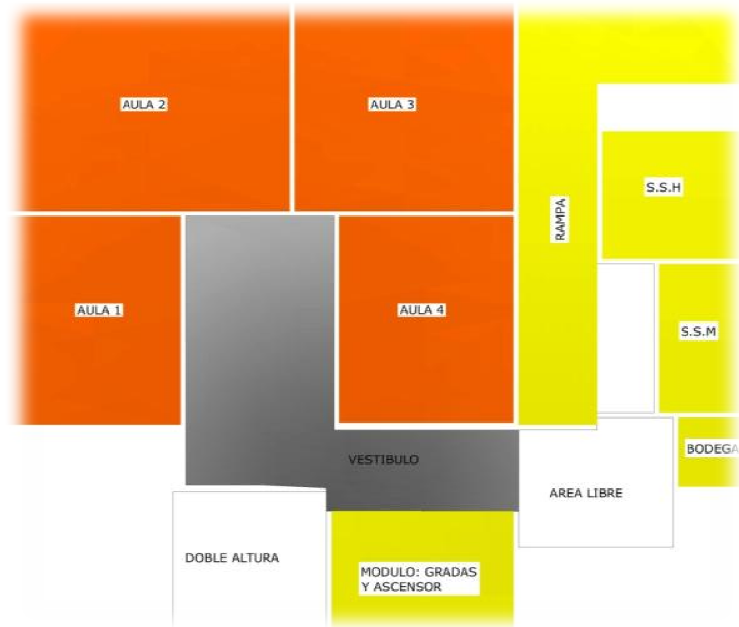 AULA 2
AULA 3
S.S.H
RAMPA
AULA 1
AULA 4
S.S.M
BODEGA
VESTIBULO
AREA LIBRE
DOBLE ALTURA
MODULO: GRADAS
Y ASCENSOR